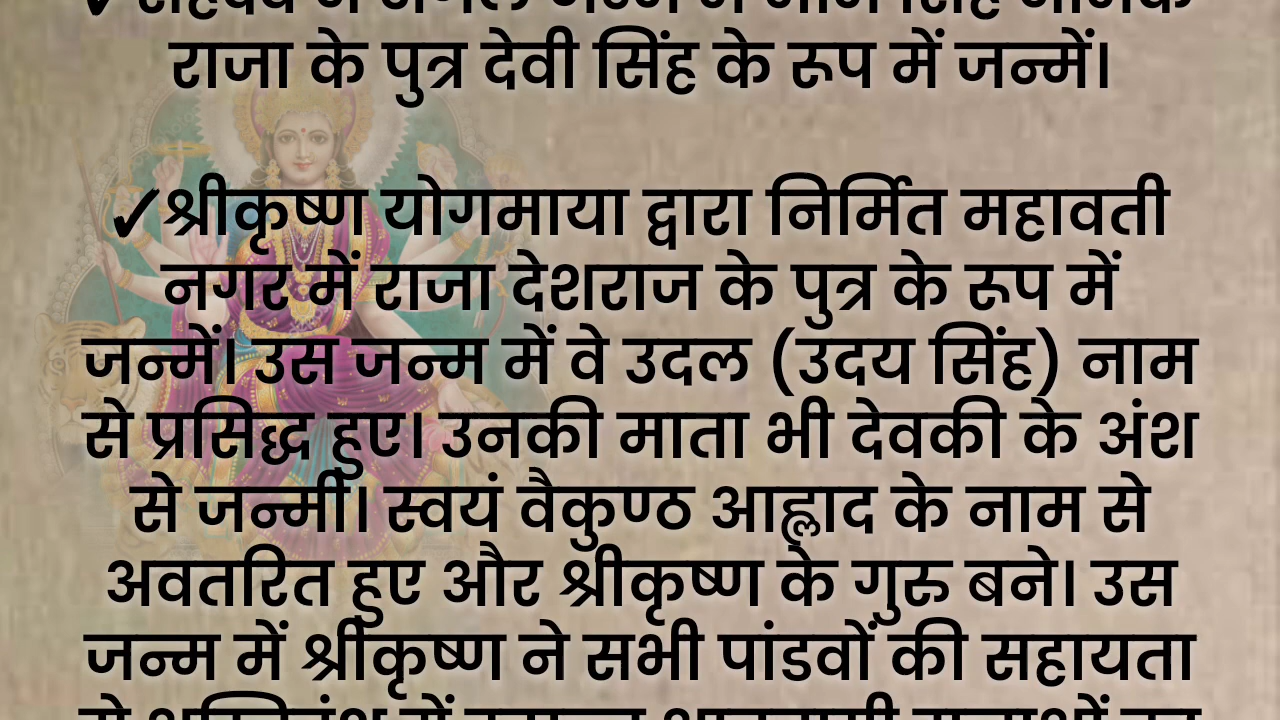 राजा के पुत्र देवी सिंह के रूप में जन्में।
✓श्रीकृष्ण योगमाया द्वारा निर्मित महावती
नगर में राजा देशराज के पुत्र के रूप में
जन्में। उस जन्म में वे उदल (उदय सिंह) नाम
से प्रसिद्ध हुए। उनकी माता भी देवकी के अंश
से जन्मीं। स्वयं वैकुण्ठ आह्लाद के नाम से
अवतरित हुए और श्रीकृष्ण के गुरु बने। उस
जन्म में श्रीकृष्ण ने सभी पांडवों की सहायता